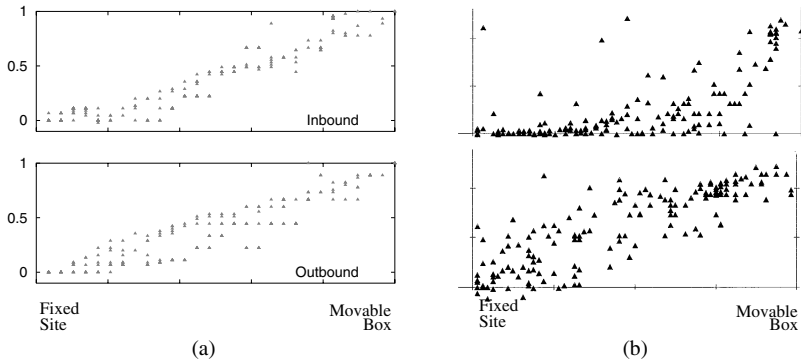 1
0.5
0
Inbound
1
0.5
0
Outbound
Fixed
Site
Movable
Box
(a)
Fixed
Site
Movable
Box
(b)